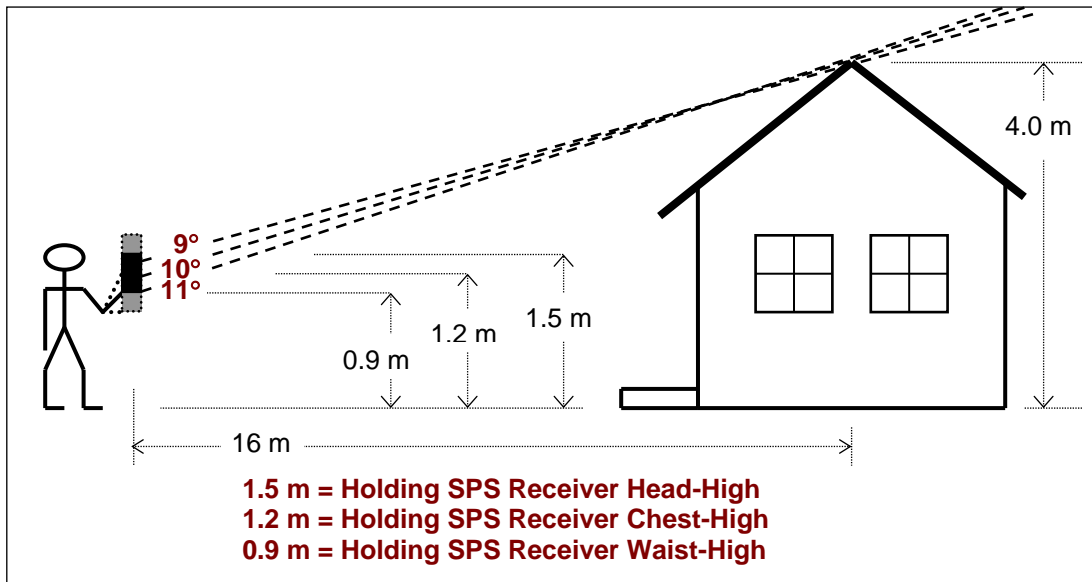 4.0 m
9°
10°
11°
1.5 m
1.2 m
0.9 m
16 m
1.5 m = Holding SPS Receiver Head-High
1.2 m = Holding SPS Receiver Chest-High
0.9 m = Holding SPS Receiver Waist-High